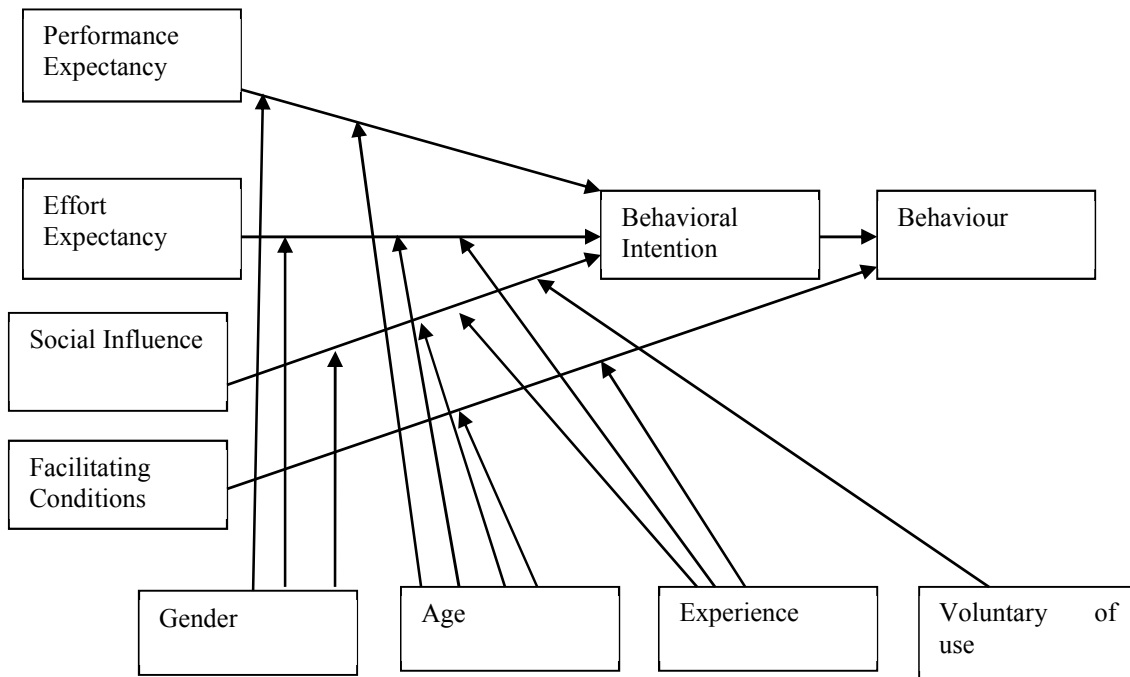 Performance
Expectancy
Effort
Expectancy
Behavioral
Intention
Behaviour
Social Influence
Facilitating
Conditions
Gender
Age
Experience
Voluntary of
use